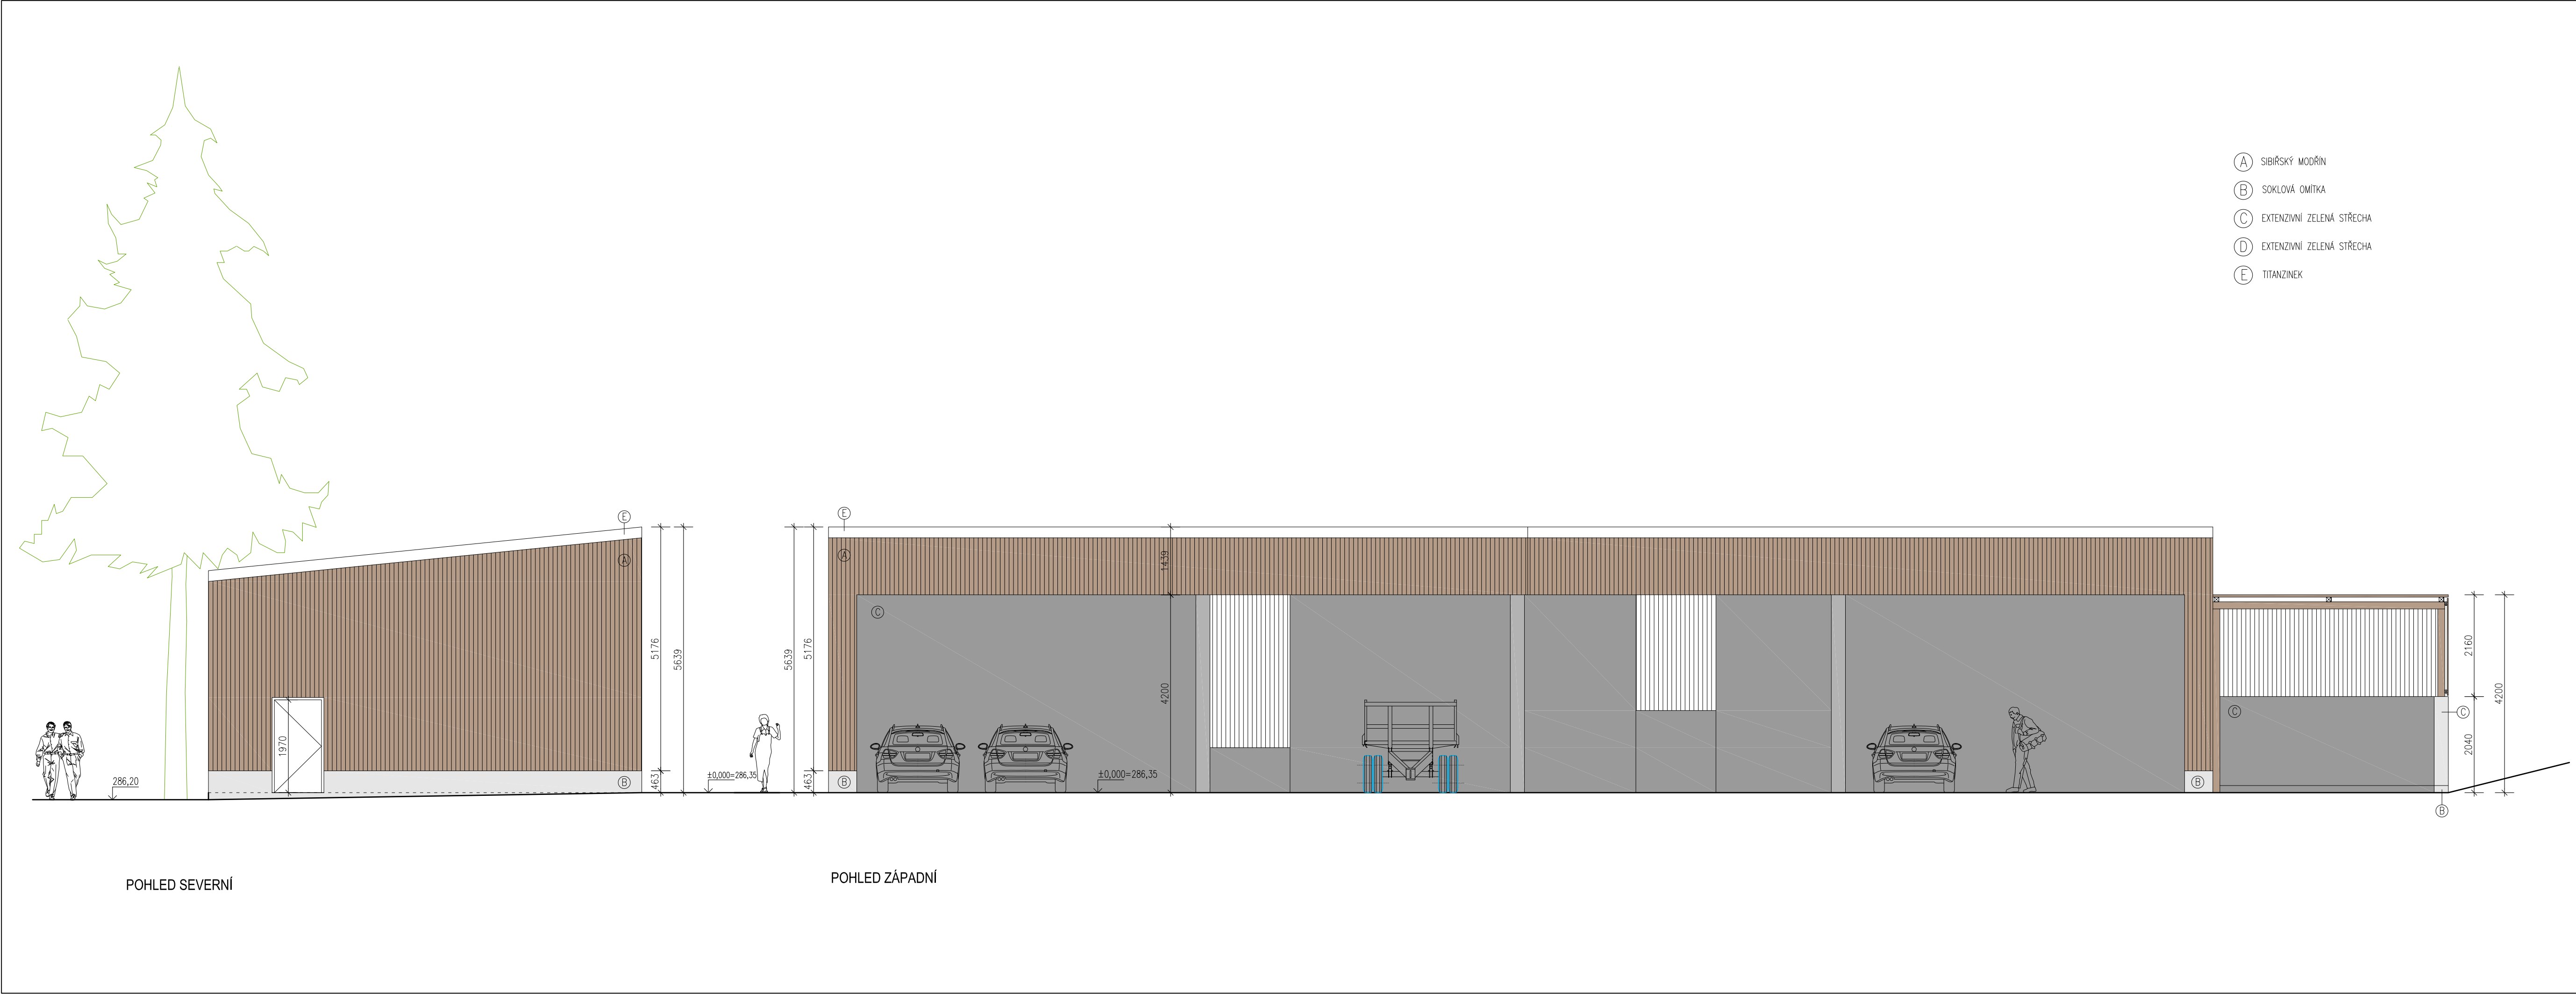 A SIBIŘSKÝ MODŘÍN
B SOKLOVÁ OMÍTKA
C EXTENZIVNÍ ZELENÁ STŘECHA
D EXTENZIVNÍ ZELENÁ STŘECHA
E TITANZINEK
E
A
B
5176
463
5639
1970
286,20
±0,000=286,35
5639
5176
463
E
A
B
C
1439
4200
±0,000=286,35
B
C
C
B
2160
2040
4200
POHLED SEVERNÍ
POHLED ZÁPADNÍ